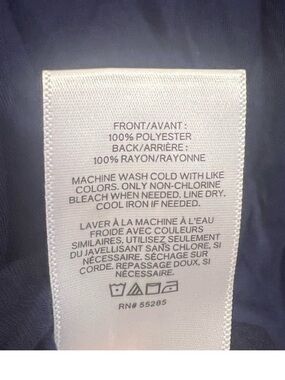 FRONT/AVANT:
100% POLYESTER
BACK/ARRIÈRE:
100% RAYON/RAYONNE
MACHINE WASH COLD WITH LIKE
COLORS. ONLY NON-CHLORINE
BLEACH WHEN NEEDED. LINE DRY.
COOL IRON IF NEEDED.
LAVER À LA MACHINE À L'EAU
FROIDE AVEC COULEURS
SIMILAIRES, UTILISEZ SEULEMENT
DU JAVELLISANT SANS CHLORE, SI
NÉCESSAIRE. SÉCHAGE SUR
CORDE. REPASSAGE DOUX, SI
NÉCESSAIRE.
RN# 55285